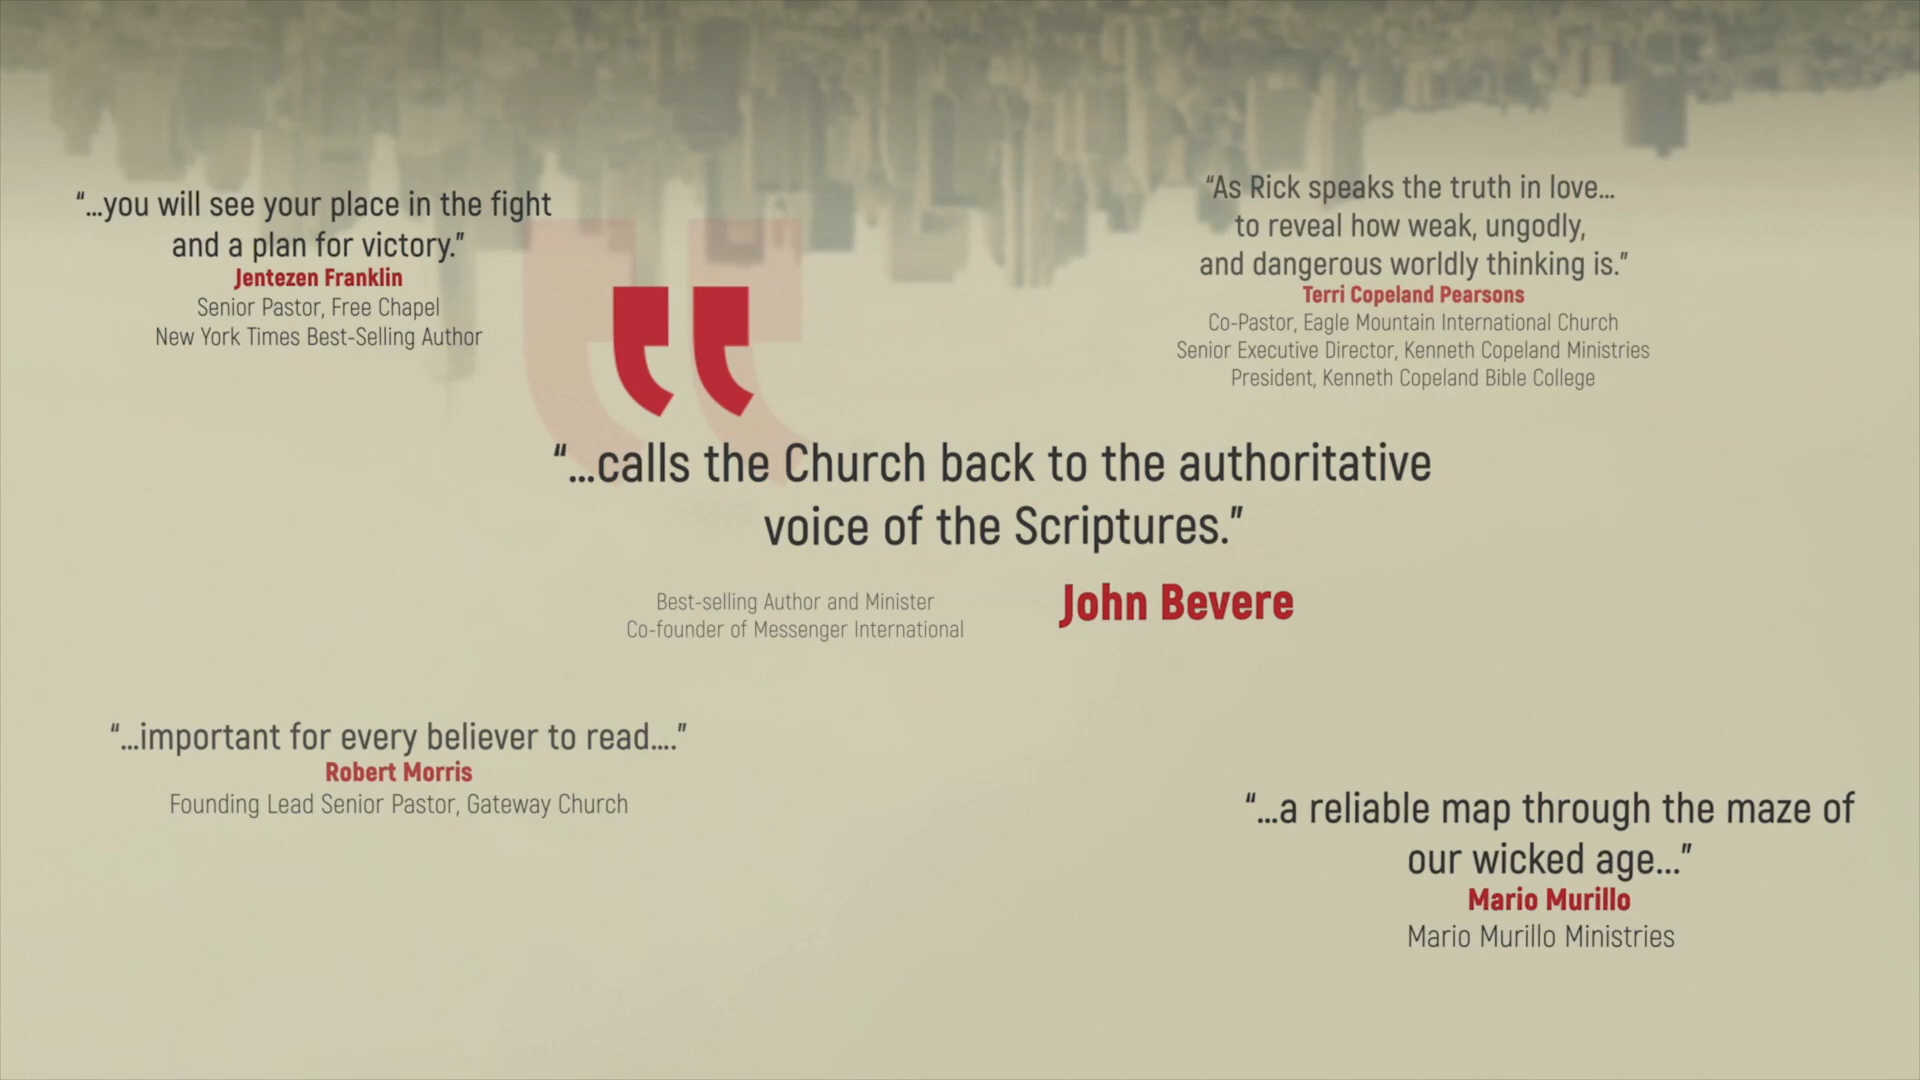 “...you will see your place in the fight
and a plan for victory.”
Jentezen Franklin
Senior Pastor, Free Chapel
New York Times Best-Selling Author
“As Rick speaks the truth in love...
to reveal how weak, ungodly,
and dangerous worldly thinking is.”
Terri Copeland Pearsons
Co-Pastor, Eagle Mountain International Church
Senior Executive Director, Kenneth Copeland Ministries
President, Kenneth Copeland Bible College
“...calls the Church back to the authoritative
voice of the Scriptures.”
John Bevere
Best-selling Author and Minister
Co-founder of Messenger International
“...important for every believer to read....”
Robert Morris
Founding Lead Senior Pastor, Gateway Church
“...a reliable map through the maze of
our wicked age...”
Mario Murillo
Mario Murillo Ministries